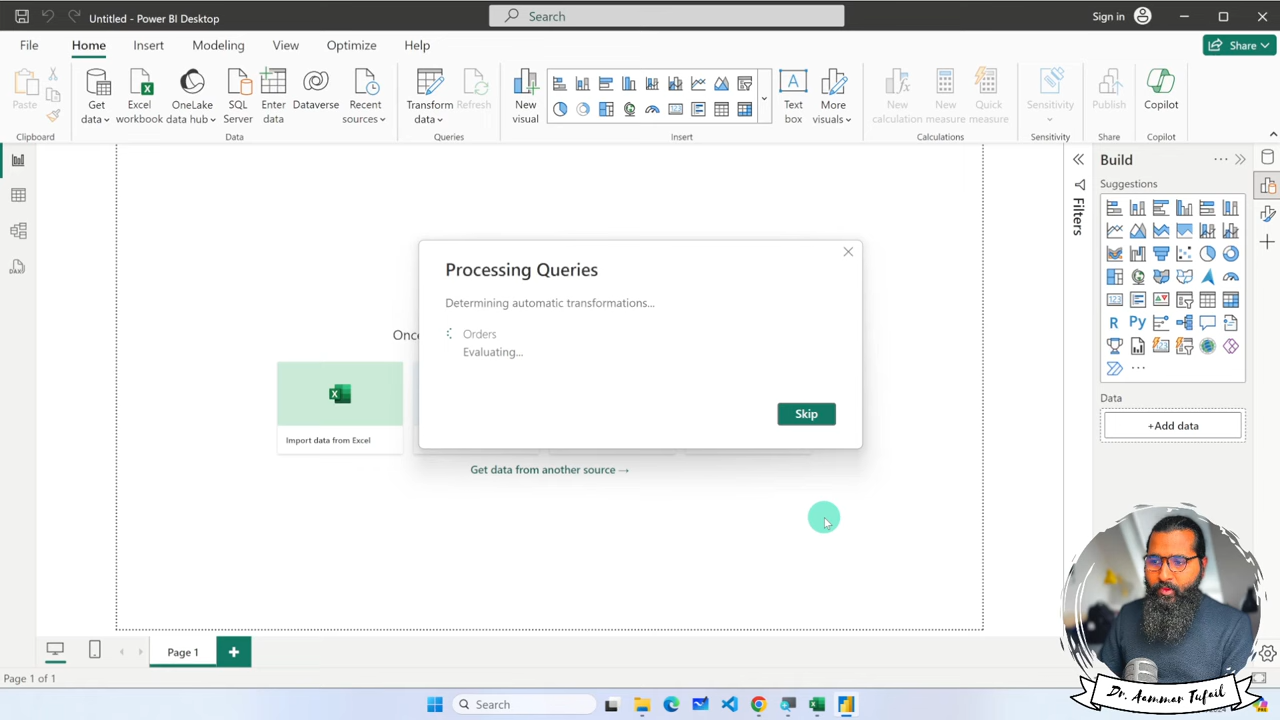 Untitled - Power BI Desktop
Search
Sign in
File
Home
Insert
Modeling
View
Optimize
Help
Share
Paste
Get data
Excel workbook
OneLake data hub
SQL Server
Enter data
Dataverse
Recent sources
Transform data
Refresh
New visual
Text box
More visuals
New calculation
New measure
Quick measure
Sensitivity
Publish
Copilot
Clipboard
Data
Queries
Insert
Calculations
Sensitivity
Share
Copilot
Processing Queries
Determining automatic transformations...
Orders
Evaluating...
Skip
Once
Import data from Excel
Get data from another source →
Filters
Build
Suggestions
R
Py
123
Data
+Add data
Page 1
Page 1 of 1
Search
Dr. Aammar Tufail